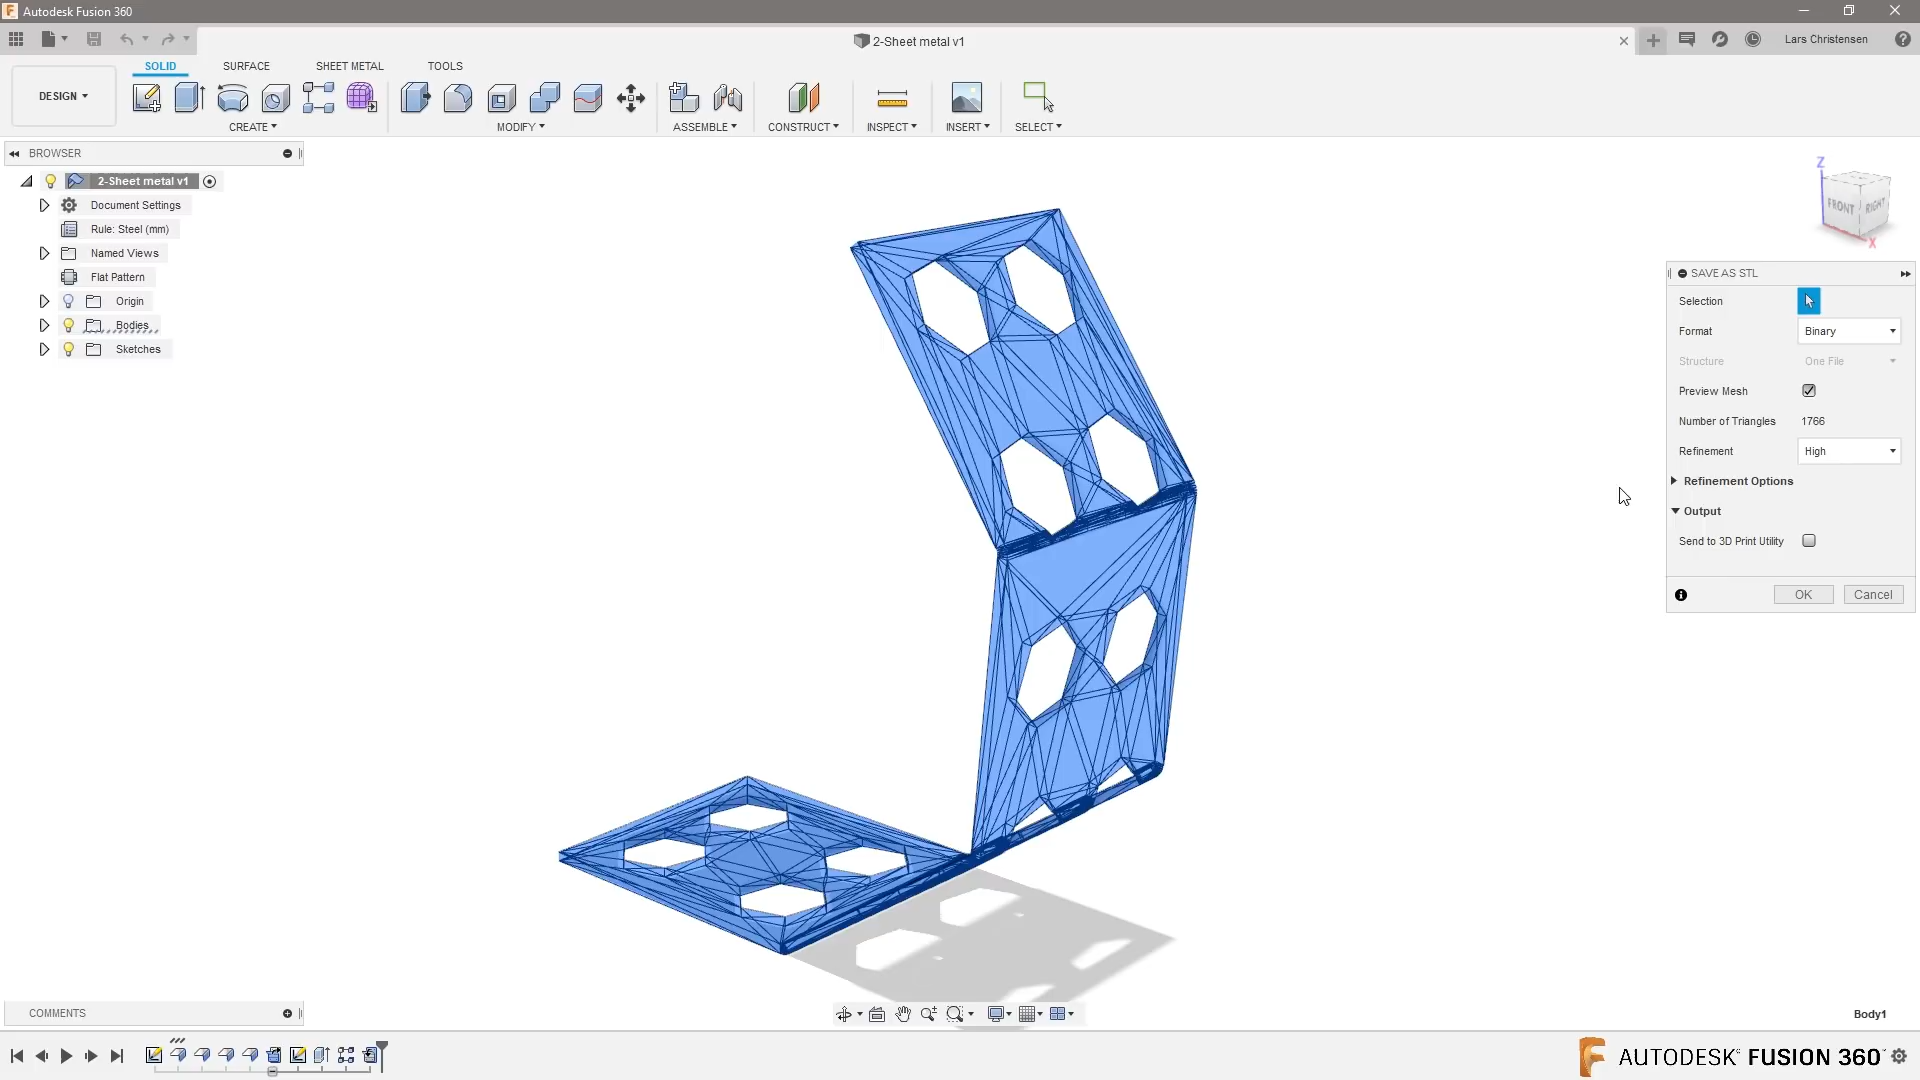 Autodesk Fusion 360
2-Sheet metal v1
Lars Christensen
DESIGN
SOLID
SURFACE
SHEET METAL
TOOLS
CREATE
MODIFY
ASSEMBLE
CONSTRUCT
INSPECT
INSERT
SELECT
BROWSER
2-Sheet metal v1
Document Settings
Rule: Steel (mm)
Named Views
Flat Pattern
Origin
Bodies
Sketches
Z
FRONT
RIGHT
X
SAVE AS STL
Selection
Format Binary
Structure One File
Preview Mesh
Number of Triangles 1766
Refinement High
Refinement Options
Output
Send to 3D Print Utility
OK Cancel
COMMENTS
Body1
AUTODESK® FUSION 360™